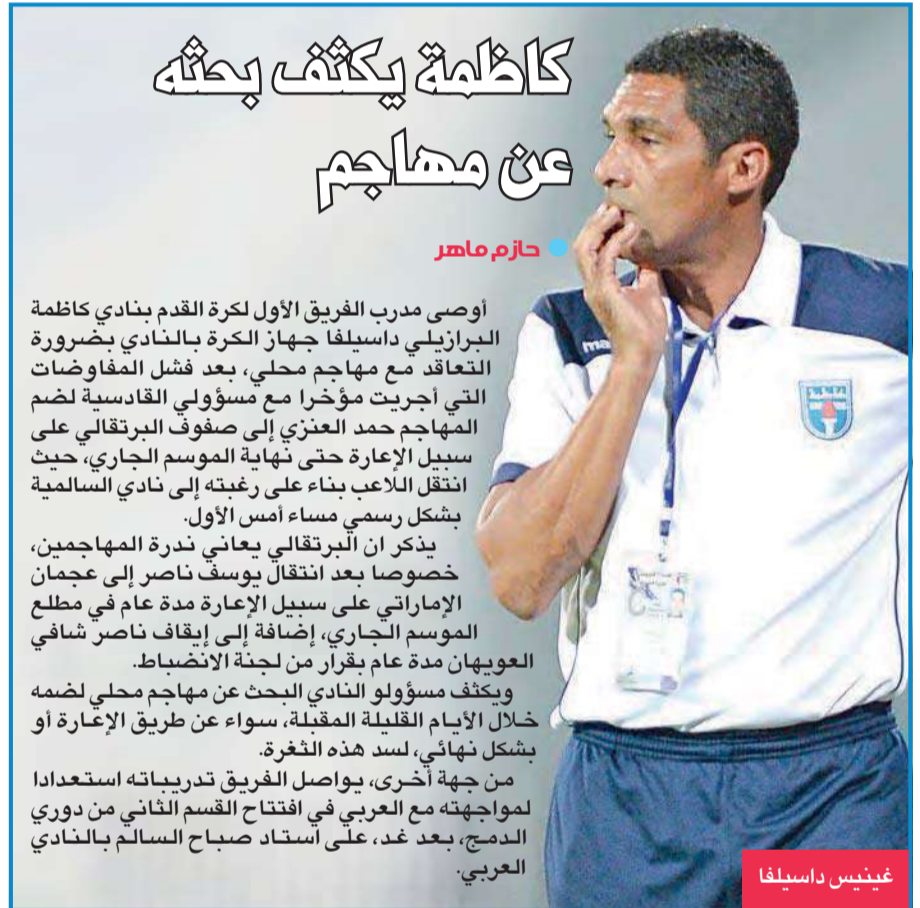 كاظمة يكثف بحثه
عن مهاجم
حازم ماهر
أوصى مدرب الفريق الأول لكرة القدم بنادي كاظمة
البرازيلي داسيلفا جهاز الكرة بالنادي بضرورة
التعاقد مع مهاجم محلي، بعد فشل المفاوضات
التي أجريت مؤخرا مع مسؤولي القادسية لضم
المهاجم حمد العنزي إلى صفوف البرتقالي على
سبيل الإعارة حتى نهاية الموسم الجاري، حيث
انتقل اللاعب بناء على رغبته إلى نادي السالمية
بشكل رسمي مساء أمس الأول.
يذكر ان البرتقالي يعاني ندرة المهاجمين،
خصوصا بعد انتقال يوسف ناصر إلى عجمان
الإماراتي على سبيل الإعارة مدة عام في مطلع
الموسم الجاري، إضافة إلى إيقاف ناصر شافي
العويهان مدة عام بقرار من لجنة الانضباط.
ويكثف مسؤولو النادي البحث عن مهاجم محلي لضمه
خلال الأيام القليلة المقبلة، سواء عن طريق الإعارة أو
بشكل نهائي، لسد هذه الثغرة.
من جهة أخرى، يواصل الفريق تدريباته استعدادا
لمواجهته مع العربي في افتتاح القسم الثاني من دوري
الدمج، بعد غد، على استاد صباح السالم بالنادي
العربي.
غينيس داسيلفا